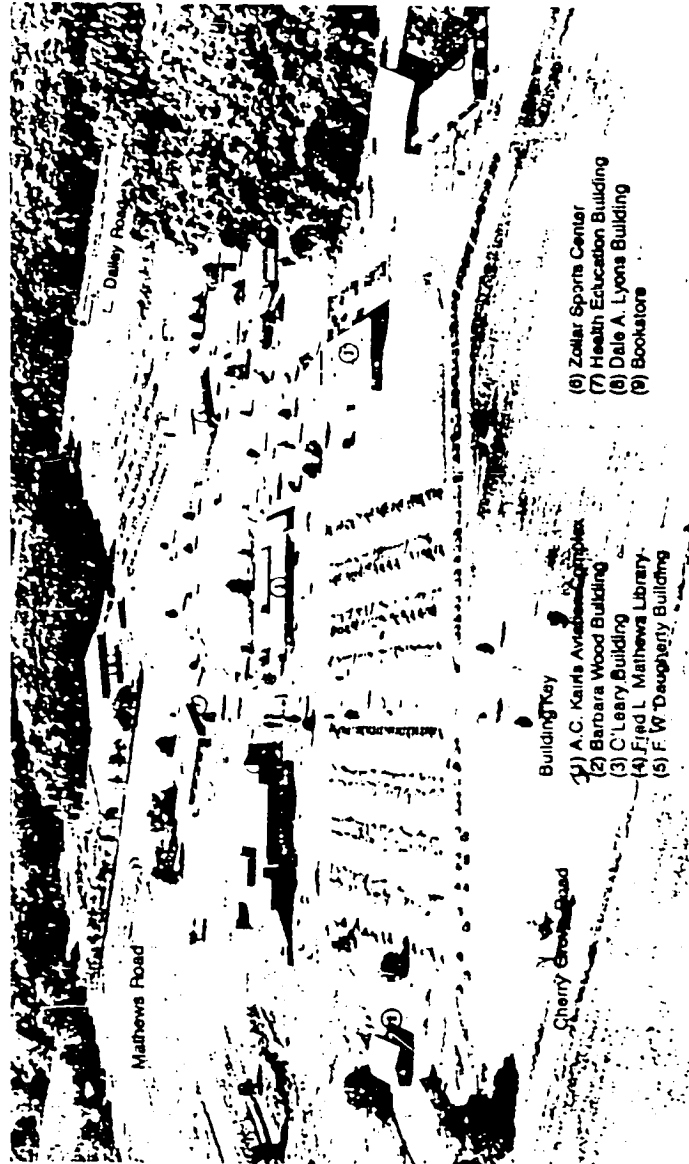 L. Dailey Road
Mathews Road
Cherry Grove Road
Building Key
(1) A.C. Kairis Aviation Complex
(2) Barbara Wood Building
(3) O'Leary Building
(4) Fred L. Mathews Library
(5) F. W. Daugherty Building
(6) Zollar Sports Center
(7) Health Education Building
(8) Dale A. Lyons Building
(9) Bookstore